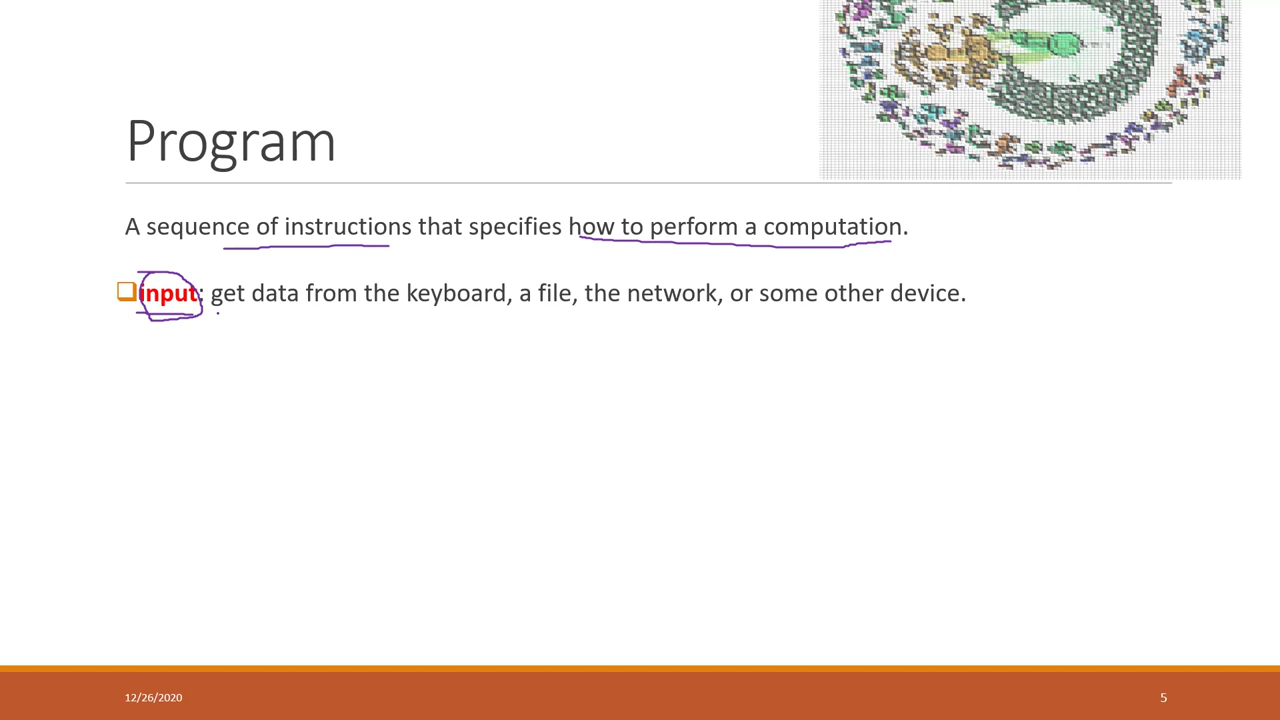 Program
A sequence of instructions that specifies how to perform a computation.
input: get data from the keyboard, a file, the network, or some other device.
12/26/2020
5